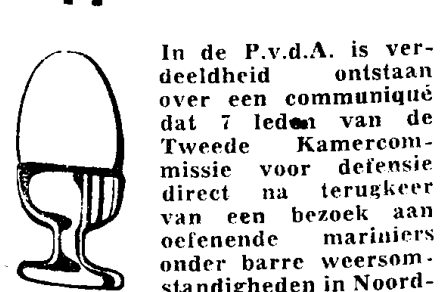 In de P.v.d.A. is ver-
deeldheid ontstaan
over een communiqué
dat 7 leden van de
Tweede Kamercom-
missie voor defensie
direct na terugkeer
van een bezoek aan
oefenende mariniers
onder barre weersom-
standigheden in Noord-